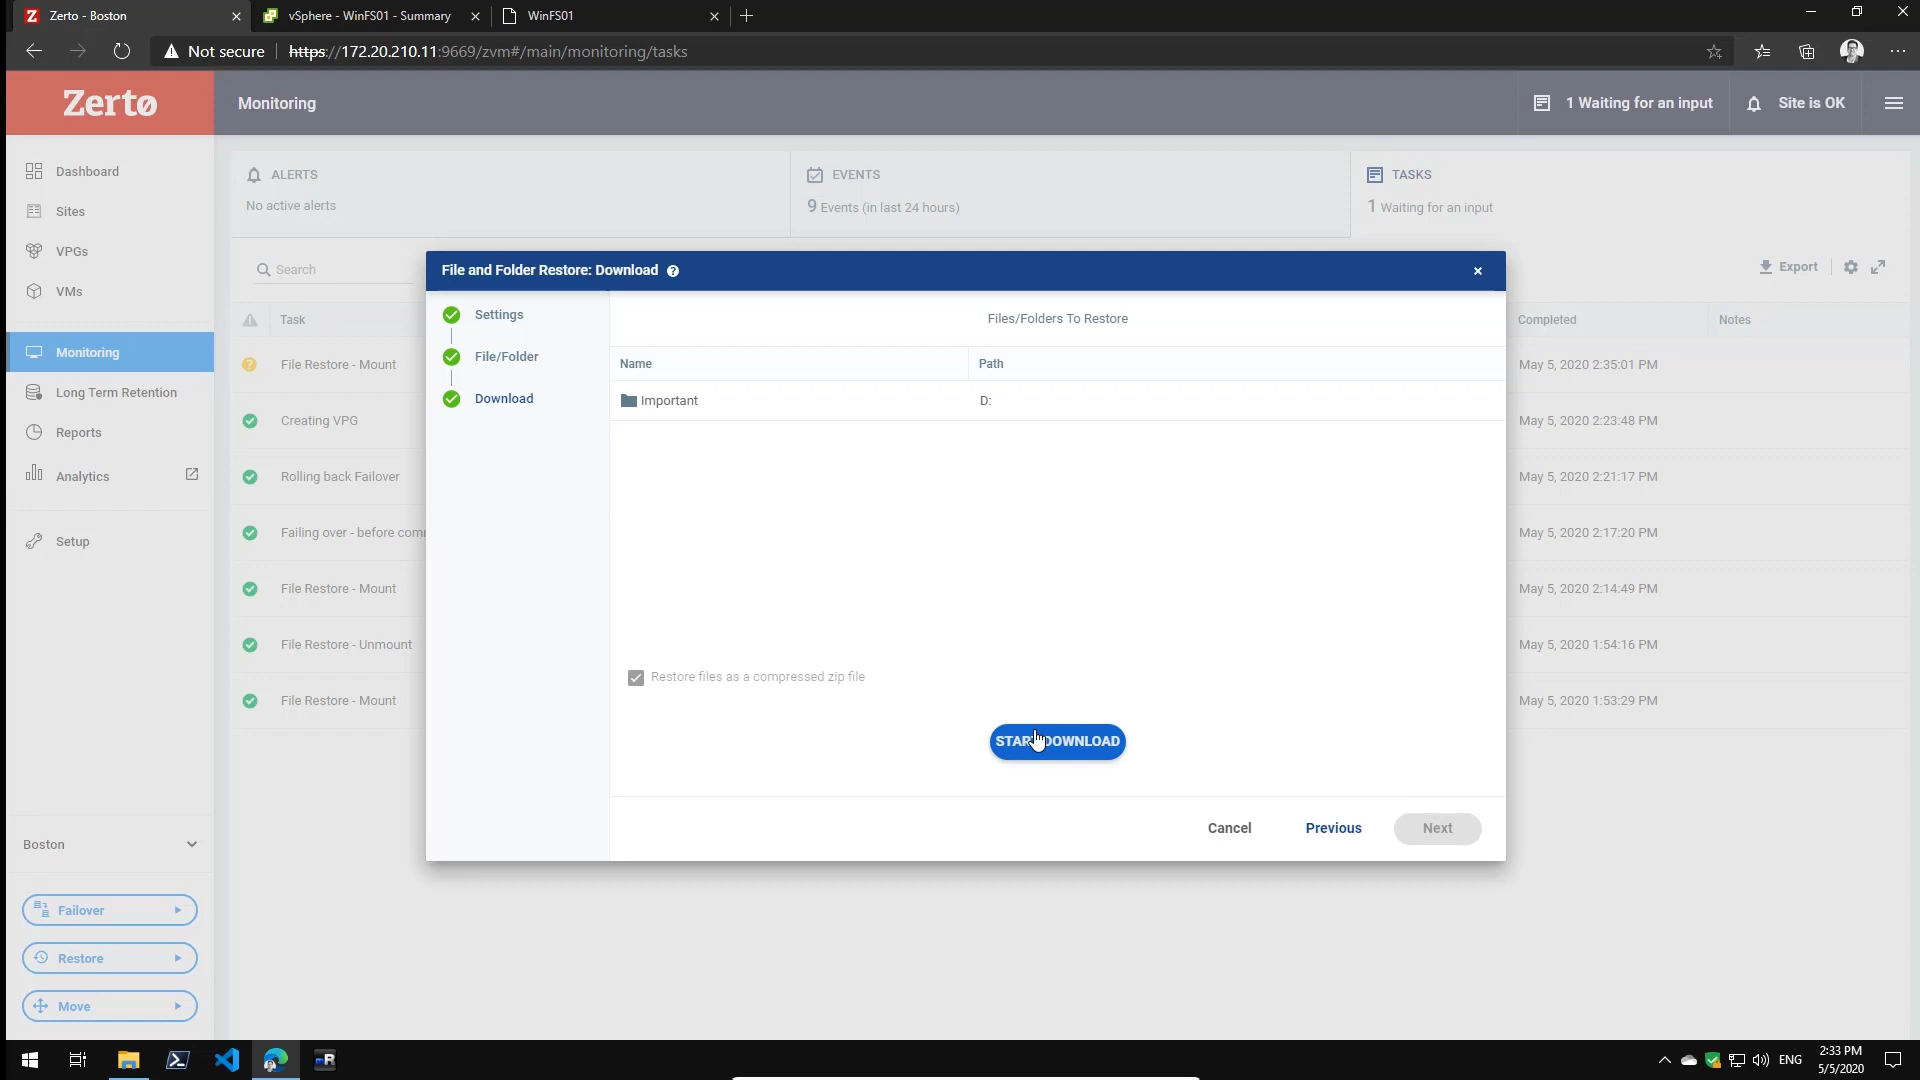 Zerto - Boston
vSphere - WinFS01 - Summary
WinFS01
Not secure
https://172.20.210.11:9669/zvm#/main/monitoring/tasks
Zertø
Monitoring
1 Waiting for an input
Site is OK
Dashboard
Sites
VPGs
VMs
Monitoring
Long Term Retention
Reports
Analytics
Setup
Boston
Failover
Restore
Move
ALERTS
No active alerts
EVENTS
9 Events (in last 24 hours)
TASKS
1 Waiting for an input
Search
Export
Task
Completed
Notes
File Restore - Mount
May 5, 2020 2:35:01 PM
Creating VPG
May 5, 2020 2:23:48 PM
Rolling back Failover
May 5, 2020 2:21:17 PM
Failing over - before com
May 5, 2020 2:17:20 PM
File Restore - Mount
May 5, 2020 2:14:49 PM
File Restore - Unmount
May 5, 2020 1:54:16 PM
File Restore - Mount
May 5, 2020 1:53:29 PM
File and Folder Restore: Download
Settings
File/Folder
Download
Files/Folders To Restore
Name
Path
Important
D:
Restore files as a compressed zip file
START DOWNLOAD
Cancel
Previous
Next
ENG
2:33 PM
5/5/2020